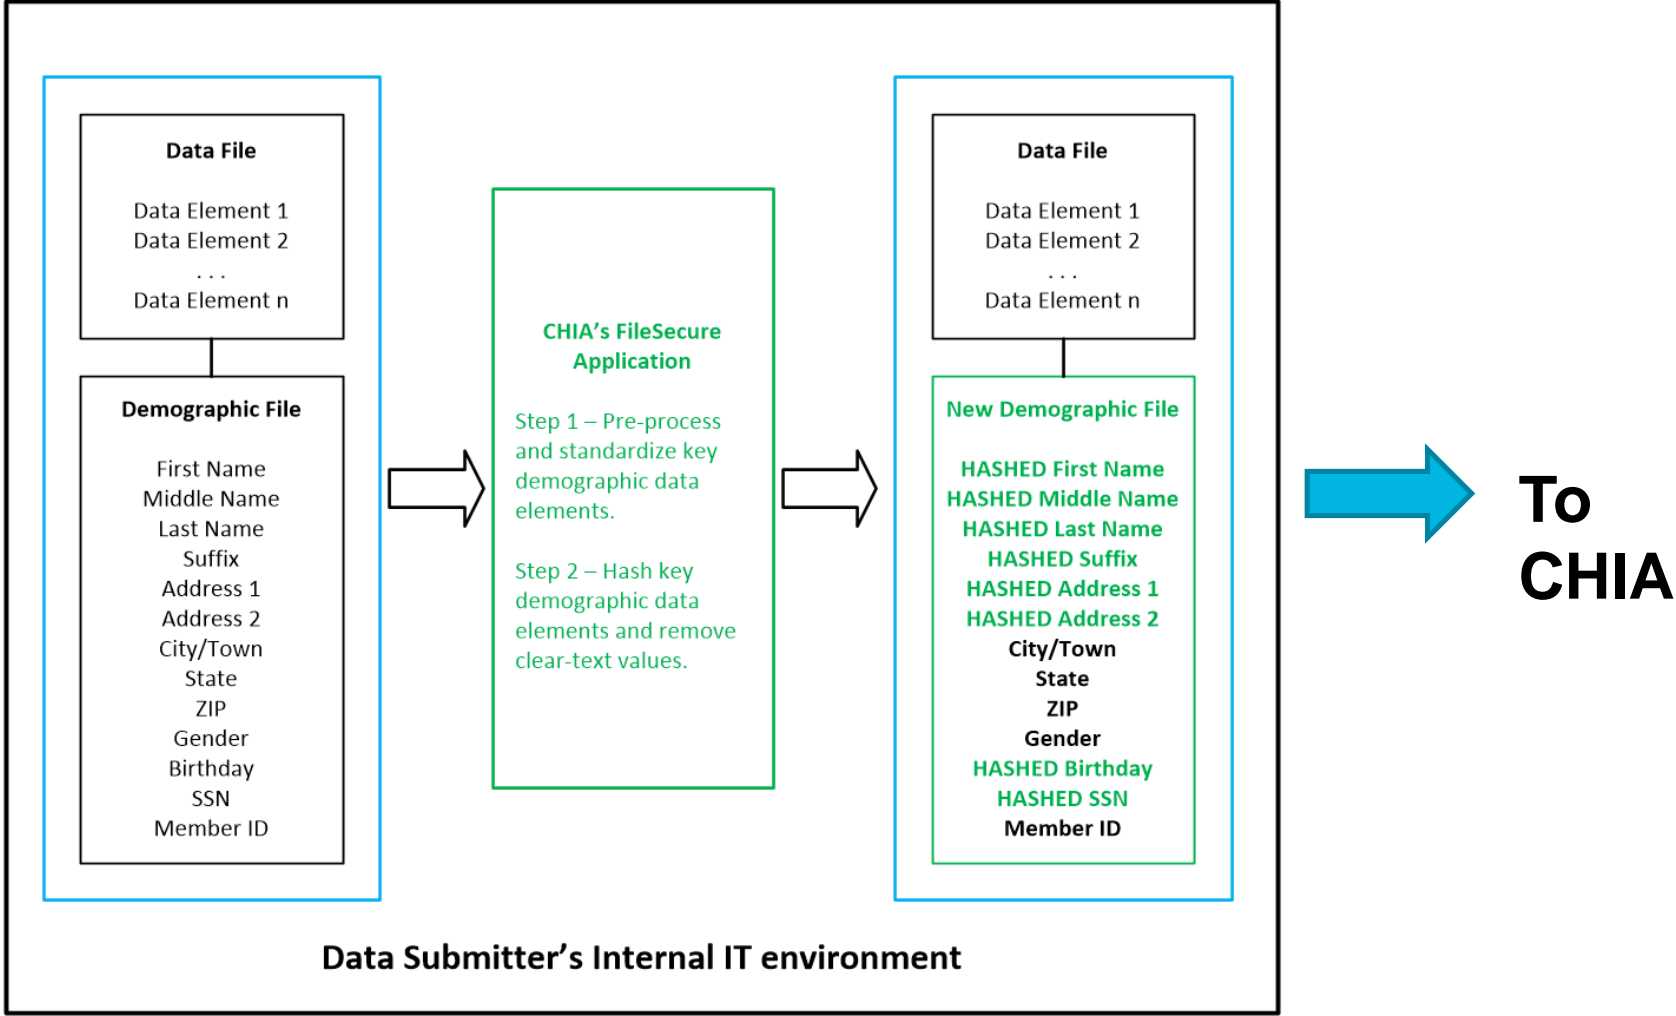 Data File
Data Element 1
Data Element 2
. . .
Data Element n
Demographic File
First Name
Middle Name
Last Name
Suffix
Address 1
Address 2
City/Town
State
ZIP
Gender
Birthday
SSN
Member ID
CHIA's FileSecure
Application
Step 1 – Pre-process
and standardize key
demographic data
elements.
Step 2 – Hash key
demographic data
elements and remove
clear-text values.
Data File
Data Element 1
Data Element 2
. . .
Data Element n
New Demographic File
HASHED First Name
HASHED Middle Name
HASHED Last Name
HASHED Suffix
HASHED Address 1
HASHED Address 2
City/Town
State
ZIP
Gender
HASHED Birthday
HASHED SSN
Member ID
To
CHIA
Data Submitter's Internal IT environment